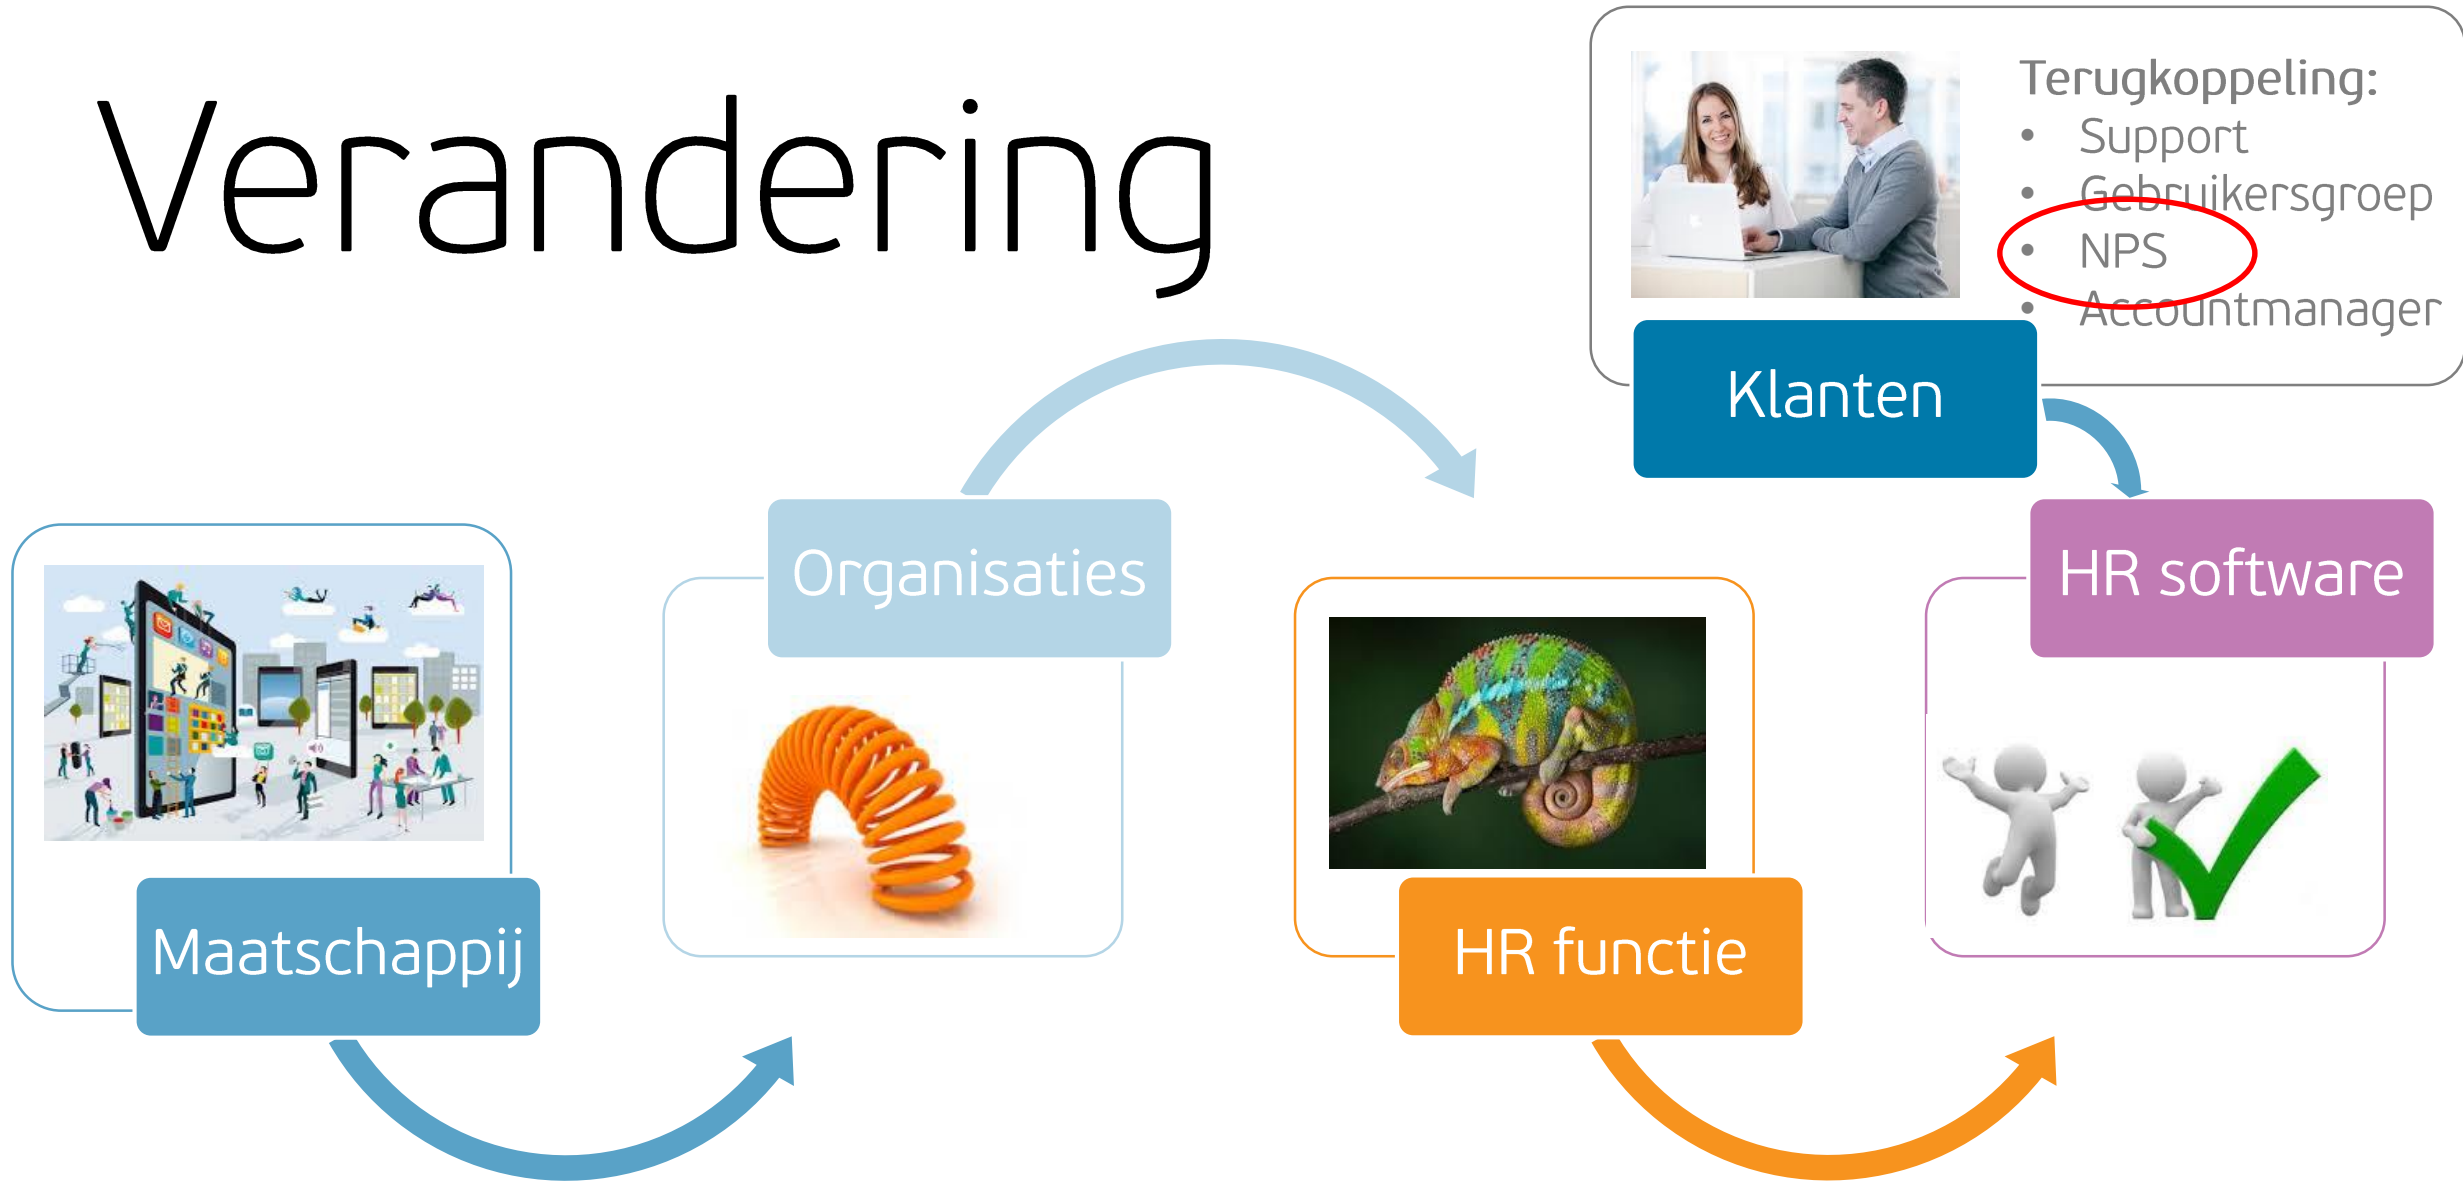 Verandering
Terugkoppeling:
• Support
• Gebruikersgroep
• NPS
• Accountmanager
Klanten
Organisaties
HR software
Maatschappij
HR functie